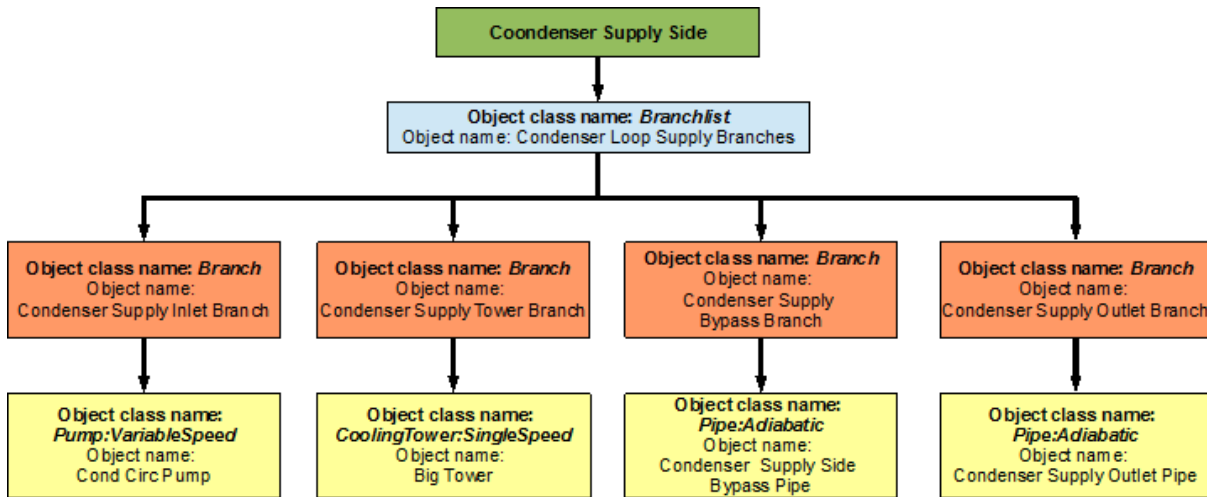 Coondenser Supply Side
Object class name: Branchlist
Object name: Condenser Loop Supply Branches
Object class name: Branch
Object name:
Condenser Supply Inlet Branch
Object class name: Branch
Object name:
Condenser Supply Tower Branch
Object class name: Branch
Object name:
Condenser Supply
Bypass Branch
Object class name: Branch
Object name:
Condenser Supply Outlet Branch
Object class name:
Pump:VariableSpeed
Object name:
Cond Circ Pump
Object class name:
CoolingTower:SingleSpeed
Object name:
Big Tower
Object class name:
Pipe:Adiabatic
Object name:
Condenser Supply Side
Bypass Pipe
Object class name:
Pipe:Adiabatic
Object name:
Condenser Supply Outlet Pipe